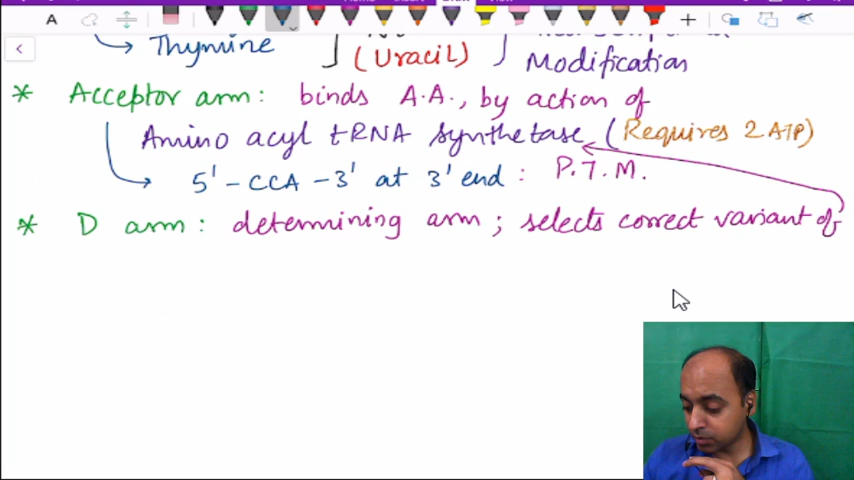 Thymine (Uracil) Modification
* Acceptor arm: binds A.A., by action of
Amino acyl tRNA synthetase (Requires 2 ATP)
5' - CCA - 3' at 3' end : P.T.M.
* D arm : determining arm ; selects correct variant of